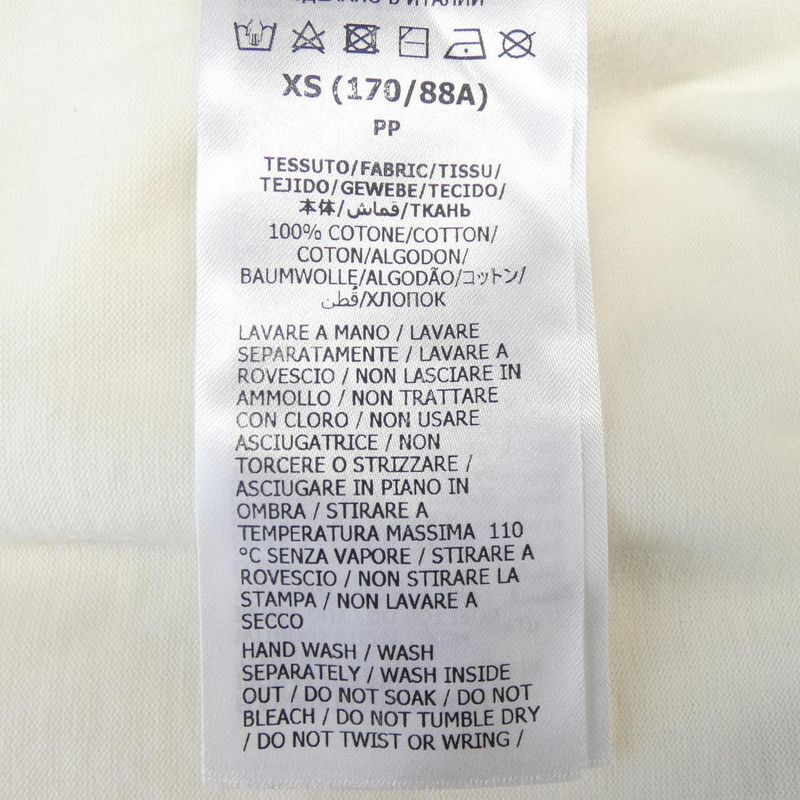 СДЕЛАНО В ИТАЛИИ
XS (170/88A)
PP
TESSUTO/FABRIC/TISSU/
TEJIDO/GEWEBE/TECIDO/
本体/قماش/ТКАНЬ
100% COTONE/COTTON/
COTON/ALGODON/
BAUMWOLLE/ALGODÃO/コットン/
قُطن/ХЛОПОК
LAVARE A MANO / LAVARE
SEPARATAMENTE / LAVARE A
ROVESCIO / NON LASCIARE IN
AMMOLLO / NON TRATTARE
CON CLORO / NON USARE
ASCIUGATRICE / NON
TORCERE O STRIZZARE /
ASCIUGARE IN PIANO IN
OMBRA / STIRARE A
TEMPERATURA MASSIMA 110
°C SENZA VAPORE / STIRARE A
ROVESCIO / NON STIRARE LA
STAMPA / NON LAVARE A
SECCO
HAND WASH / WASH
SEPARATELY / WASH INSIDE
OUT / DO NOT SOAK / DO NOT
BLEACH / DO NOT TUMBLE DRY
/ DO NOT TWIST OR WRING /